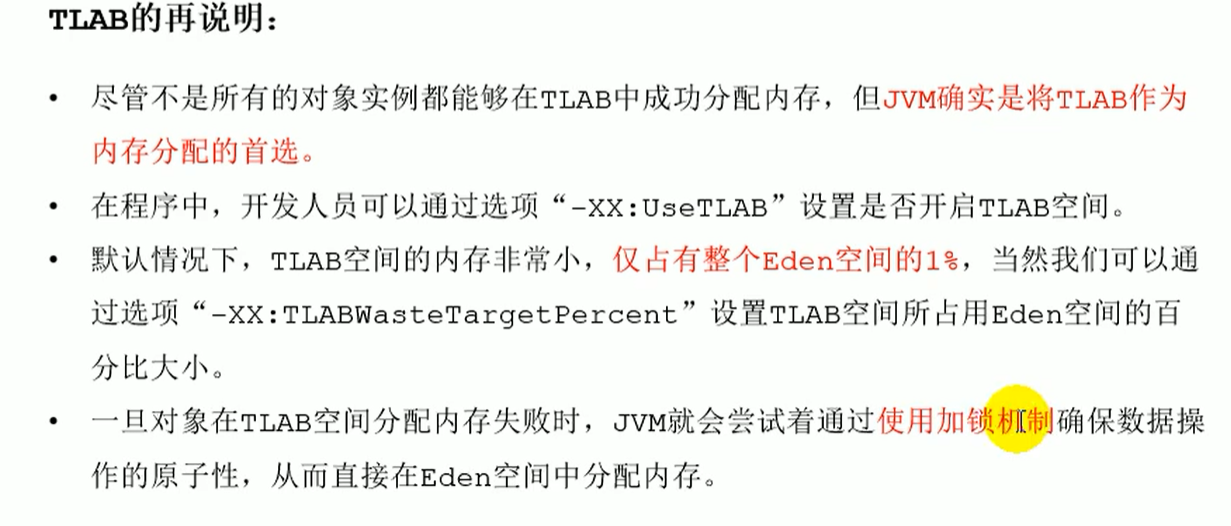 TLAB的再说明：
• 尽管不是所有的对象实例都能够在TLAB中成功分配内存，但JVM确实是将TLAB作为
内存分配的首选。
• 在程序中，开发人员可以通过选项“-XX:UseTLAB”设置是否开启TLAB空间。
• 默认情况下，TLAB空间的内存非常小，仅占有整个Eden空间的1%，当然我们可以通
过选项“-XX:TLABWasteTargetPercent”设置TLAB空间所占用Eden空间的百
分比大小。
• 一旦对象在TLAB空间分配内存失败时，JVM就会尝试着通过使用加锁机制确保数据操
作的原子性，从而直接在Eden空间中分配内存。